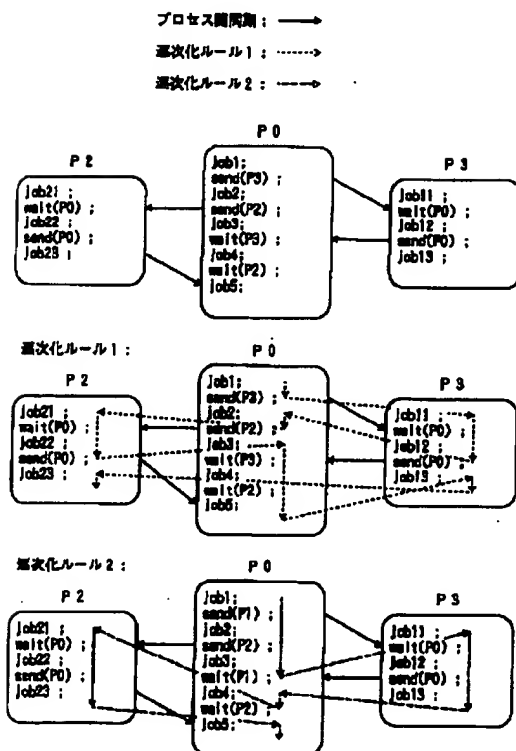 プロセス間同期：
逐次化ルール1：
逐次化ルール2：
P 0
P 2
P 3
job1;
send(P3) ;
job2;
send(P2) ;
job3;
wait(P3) ;
job4;
wait(P2) ;
job5;
job21 ;
wait(P0) ;
job22 ;
send(P0) ;
job23 ;
job11 ;
wait(P0) ;
job12 ;
send(P0) ;
job13 ;
逐次化ルール1：
P 0
P 2
P 3
job1;
send(P3) ;
job2;
send(P2) ;
job3;
wait(P3) ;
job4;
wait(P2) ;
job5;
job21 ;
wait(P0) ;
job22 ;
send(P0) ;
job23 ;
job11 ;
wait(P0) ;
job12 ;
send(P0) ;
job13 ;
逐次化ルール2：
P 0
P 2
P 3
job1;
send(P1) ;
job2;
send(P2) ;
job3;
wait(P1) ;
job4;
wait(P2) ;
job5;
job21 ;
wait(P0) ;
job22 ;
send(P0) ;
job23 ;
job11 ;
wait(P0) ;
job12 ;
send(P0) ;
job13 ;